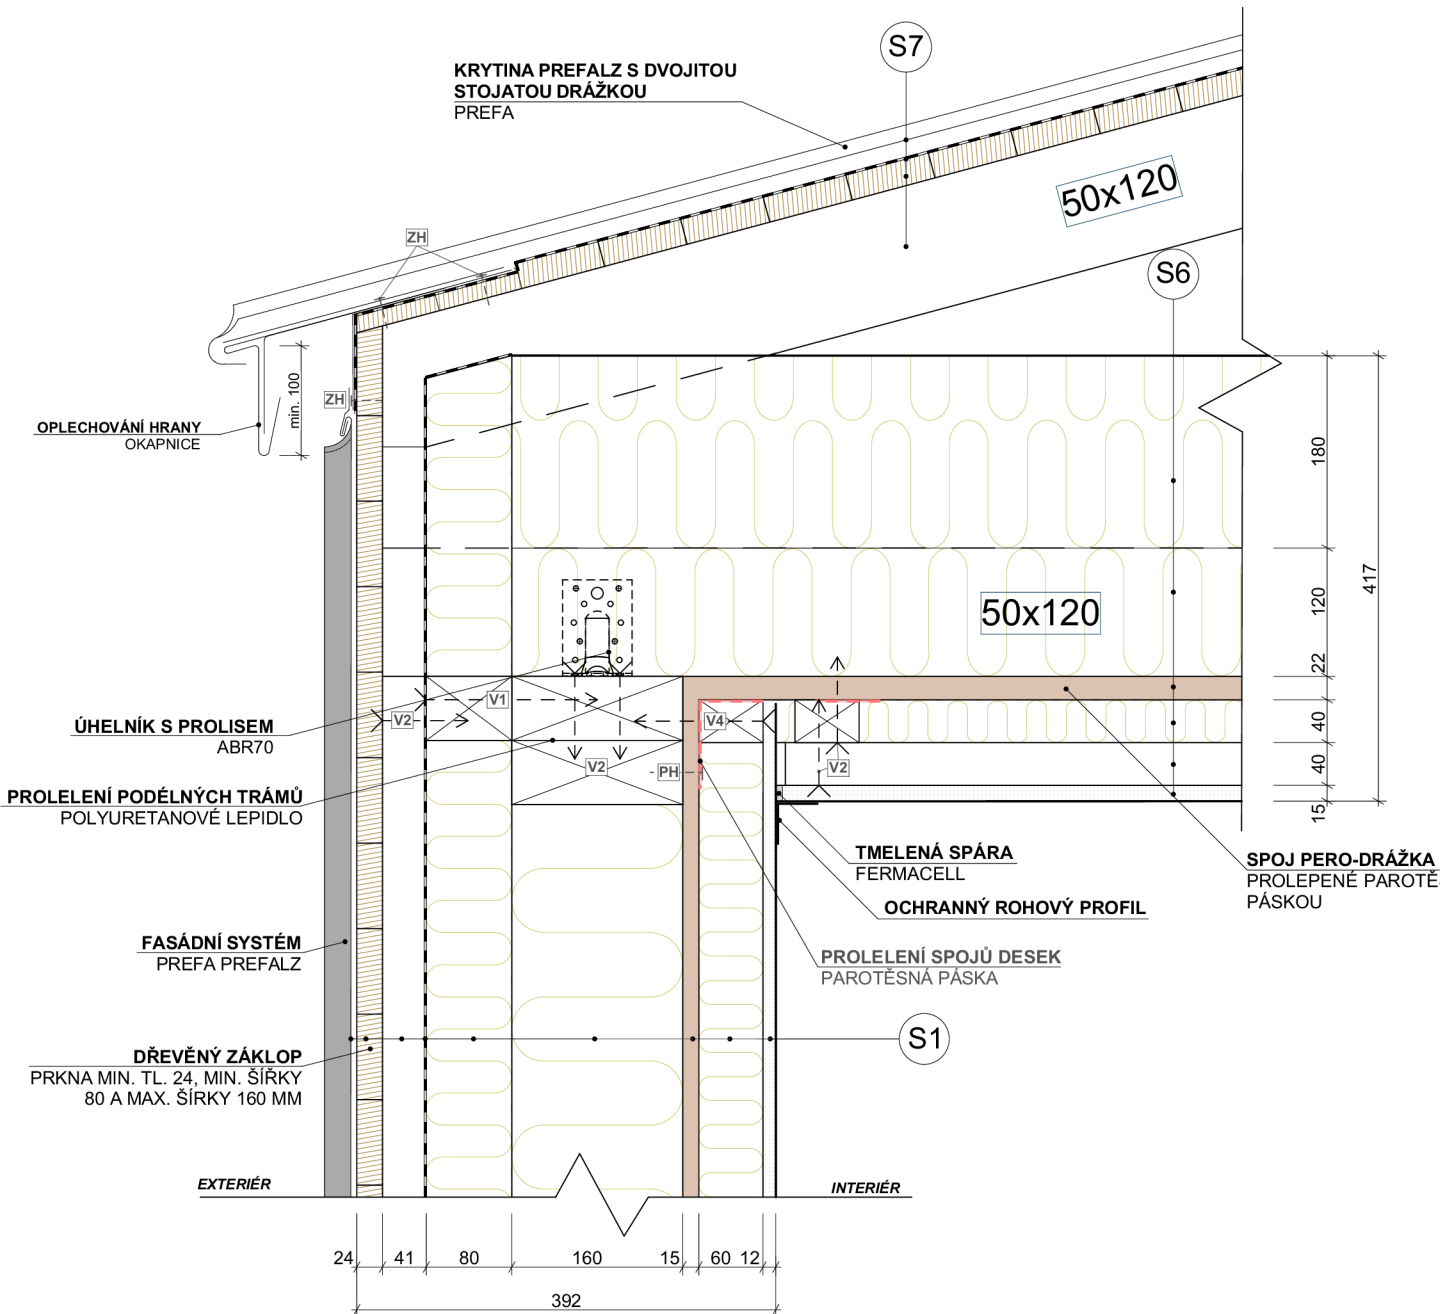 S7
KRYTINA PREFALZ S DVOJITOU
STOJATOU DRÁŽKOU
PREFA
50x120
ZH
S6
min. 100
ZH
OPLECHOVÁNÍ HRANY
OKAPNICE
180
417
120
50x120
22
V1
V2
V4
ÚHELNÍK S PROLISEM
ABR70
40
V2
PH
V2
40
PROLELENÍ PODÉLNÝCH TRÁMŮ
POLYURETANOVÉ LEPIDLO
15
TMELENÁ SPÁRA
FERMACELL
SPOJ PERO-DRÁŽKA
PROLEPENÉ PAROTĚ
PÁSKOU
OCHRANNÝ ROHOVÝ PROFIL
FASÁDNÍ SYSTÉM
PREFA PREFALZ
PROLELENÍ SPOJŮ DESEK
PAROTĚSNÁ PÁSKA
S1
DŘEVĚNÝ ZÁKLOP
PRKNA MIN. TL. 24, MIN. ŠÍŘKY
80 A MAX. ŠÍRKY 160 MM
EXTERIÉR
INTERIÉR
24 41 80 160 15 60 12
392